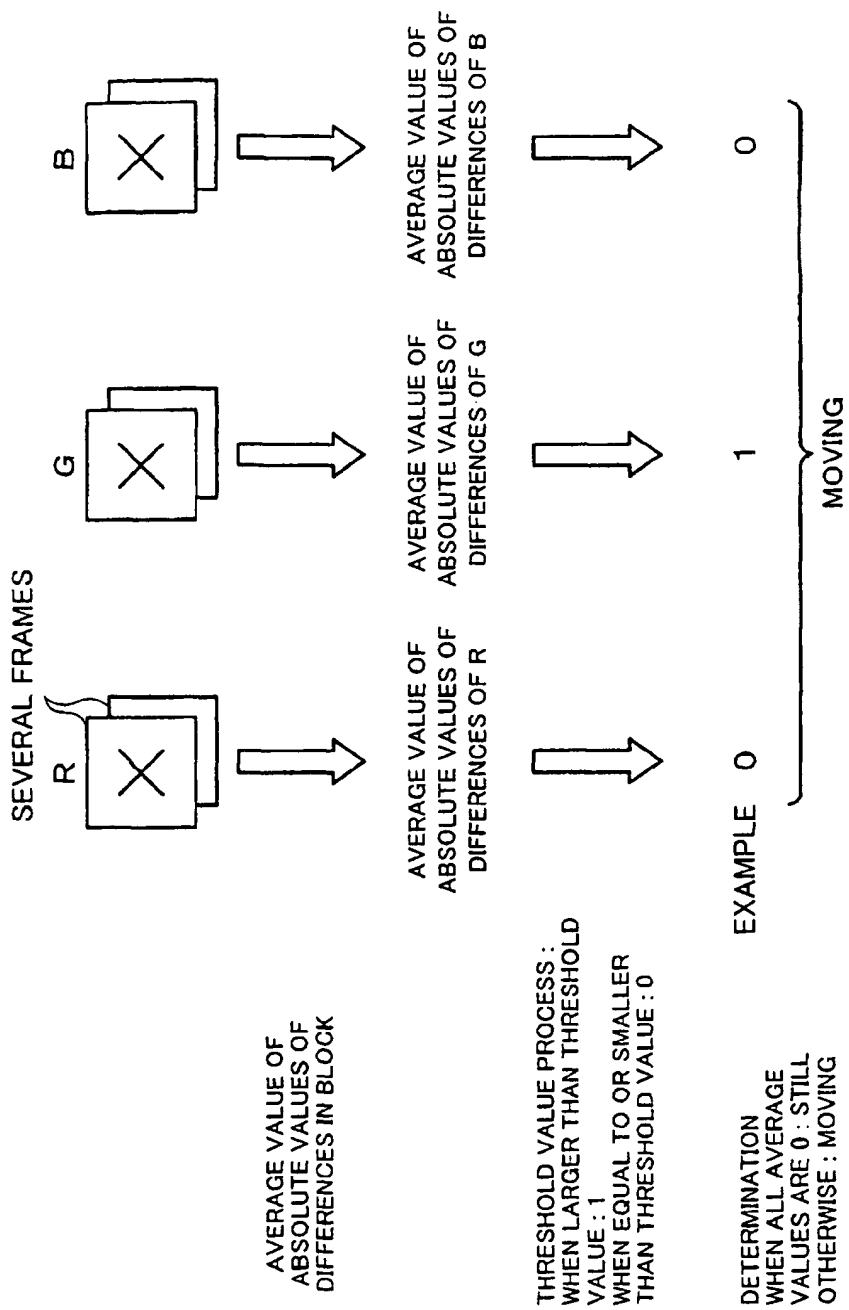 SEVERAL FRAMES
R
G
B
AVERAGE VALUE OF
ABSOLUTE VALUES OF
DIFFERENCES IN BLOCK
AVERAGE VALUE OF
ABSOLUTE VALUES OF
DIFFERENCES OF R
AVERAGE VALUE OF
ABSOLUTE VALUES OF
DIFFERENCES OF G
AVERAGE VALUE OF
ABSOLUTE VALUES OF
DIFFERENCES OF B
THRESHOLD VALUE PROCESS :
WHEN LARGER THAN THRESHOLD
VALUE : 1
WHEN EQUAL TO OR SMALLER
THAN THRESHOLD VALUE : 0
DETERMINATION
WHEN ALL AVERAGE
VALUES ARE 0 : STILL
OTHERWISE : MOVING
EXAMPLE 0
1
0
MOVING